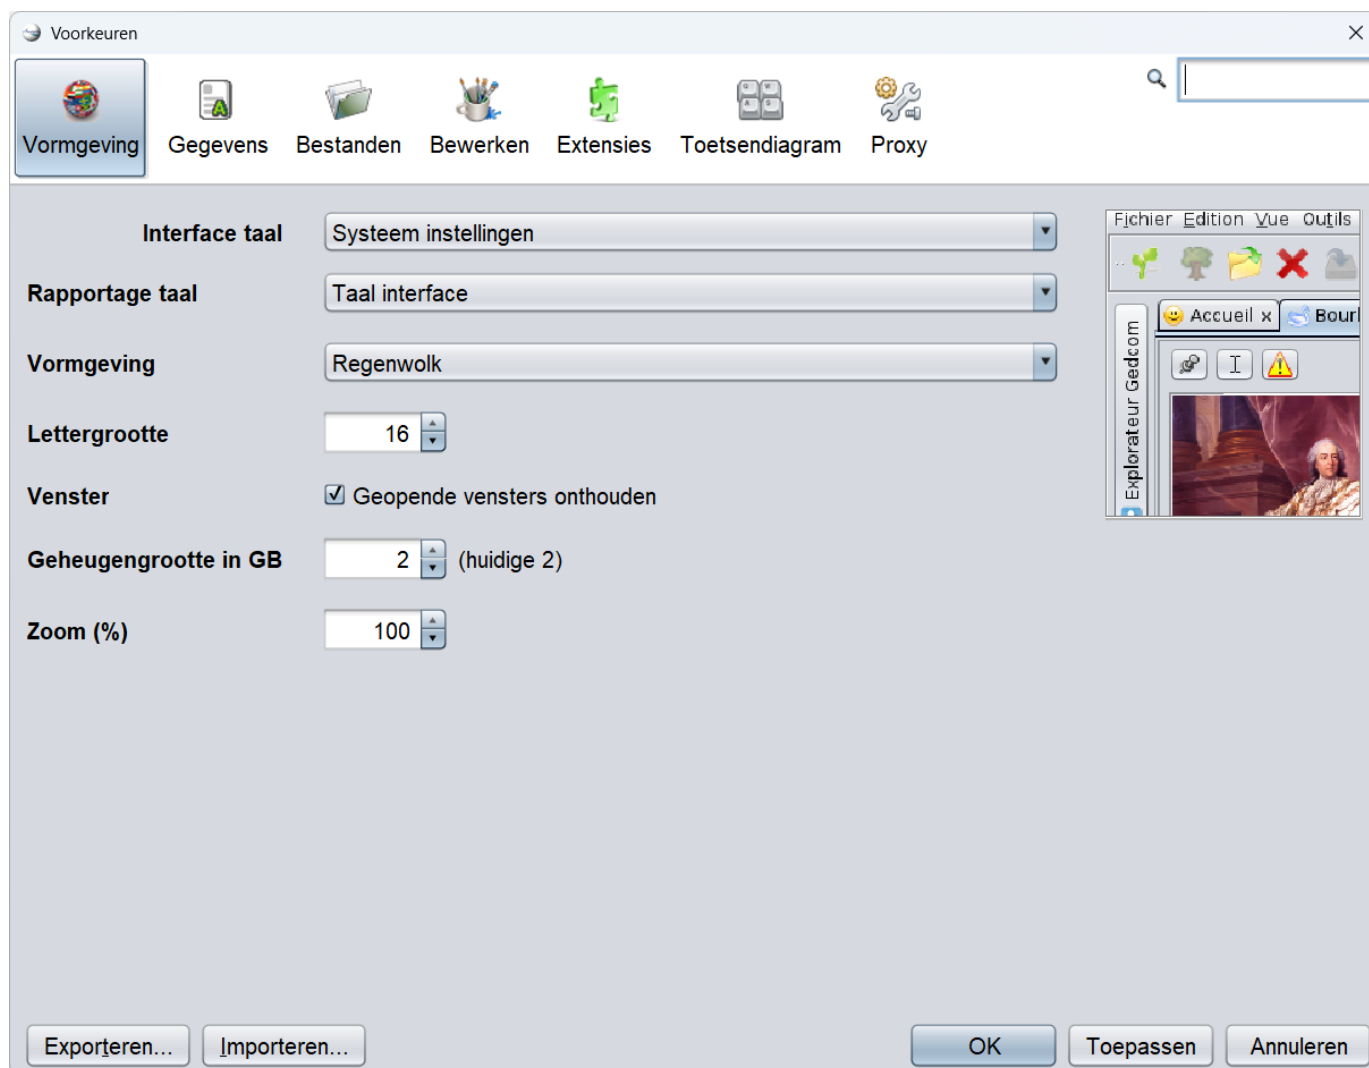 Voorkeuren
Vormgeving Gegevens Bestanden Bewerken Extensies Toetsendiagram Proxy
Interface taal Systeem instellingen
Rapportage taal Taal interface
Vormgeving Regenwolk
Lettergrootte 16
Venster Geopende vensters onthouden
Geheugengrootte in GB 2 (huidige 2)
Zoom (%) 100
Fichier Edition Vue Outils
Accueil x
Explorateur Gedcom
Exporteren... Importeren... OK Toepassen Annuleren